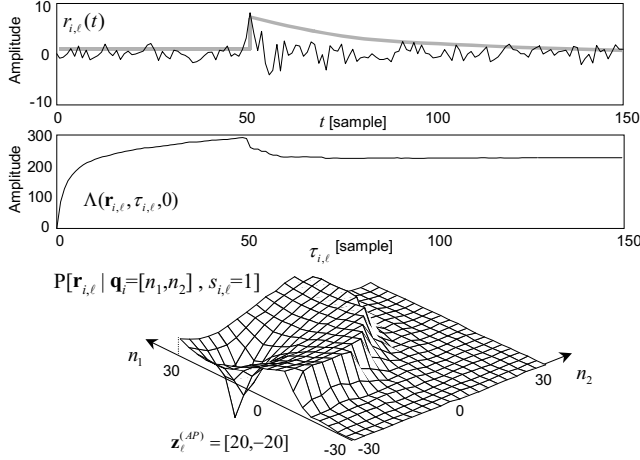 10
r_{i,ℓ}(t)
Amplitude
0
-10
0
50
t [sample]
100
150
300
Amplitude
200
100
0
Λ(r_{i,ℓ},τ_{i,ℓ},0)
0
50
τ_{i,ℓ} [sample]
100
150
P[r_{i,ℓ} | q_i=[n_1,n_2] , s_{i,ℓ}=1]
n_1
30
0
-30
-30
0
30
n_2
z_ℓ^{(AP)} = [20,−20]